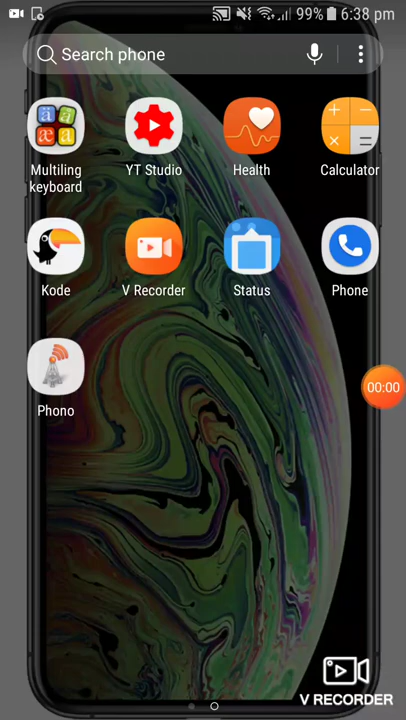 99% 6:38 pm
Search phone
Multiling keyboard
YT Studio
Health
Calculator
Kode
V Recorder
Status
Phone
00:00
Phono
V RECORDER